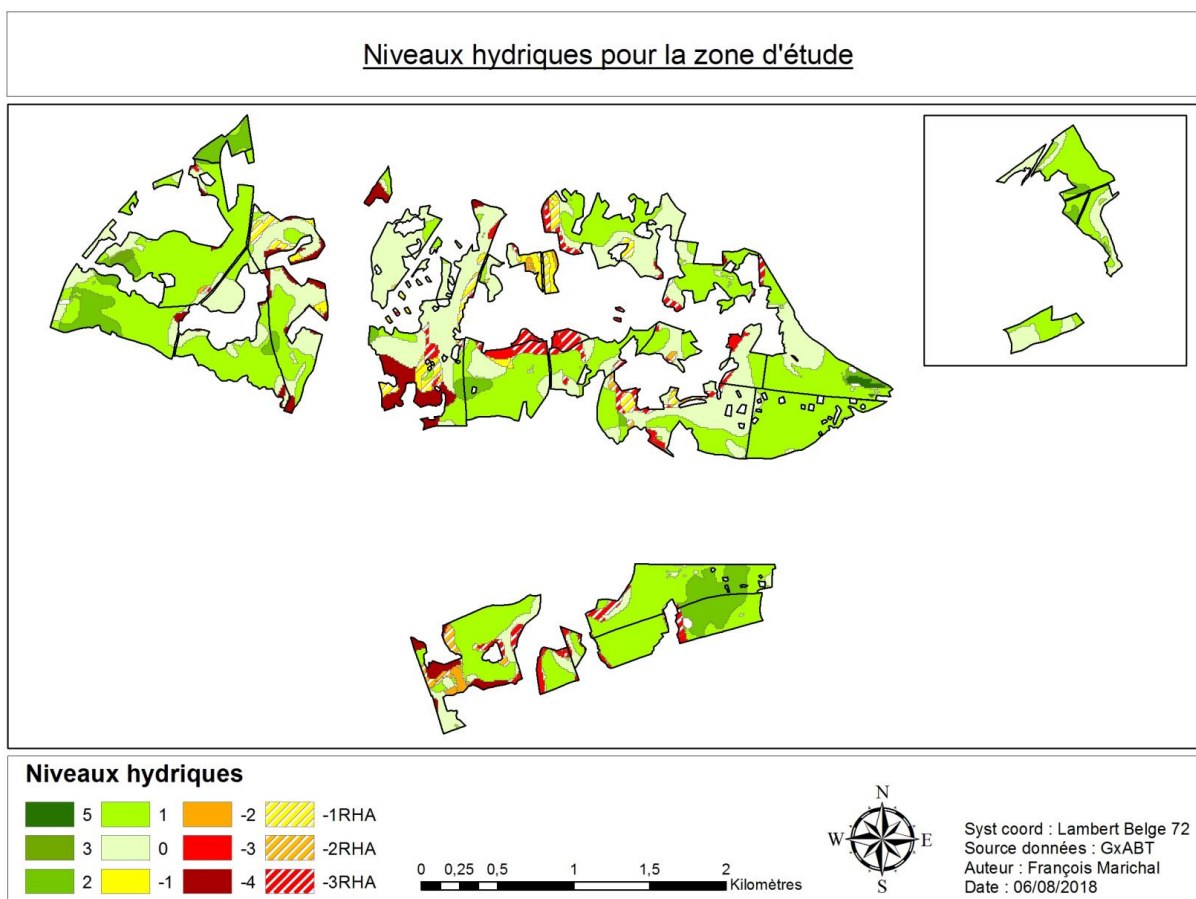 Niveaux hydriques pour la zone d'étude
Niveaux hydriques
5 1 -2 -1RHA
3 0 -3 -2RHA
2 -1 -4 -3RHA
0 0,25 0,5 1 1,5 2
Kilomètres
N
W E
S
Syst coord : Lambert Belge 72
Source données : GxABT
Auteur : François Marichal
Date : 06/08/2018